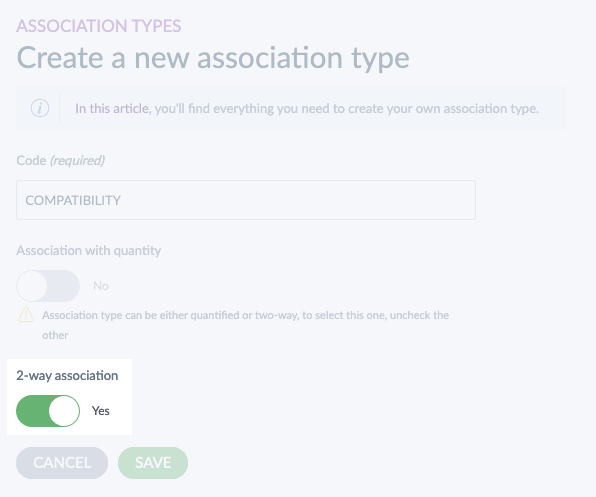 ASSOCIATION TYPES
Create a new association type
In this article, you'll find everything you need to create your own association type.
Code (required)
COMPATIBILITY
Association with quantity
No
Association type can be either quantified or two-way, to select this one, uncheck the
other
2-way association
Yes
CANCEL SAVE